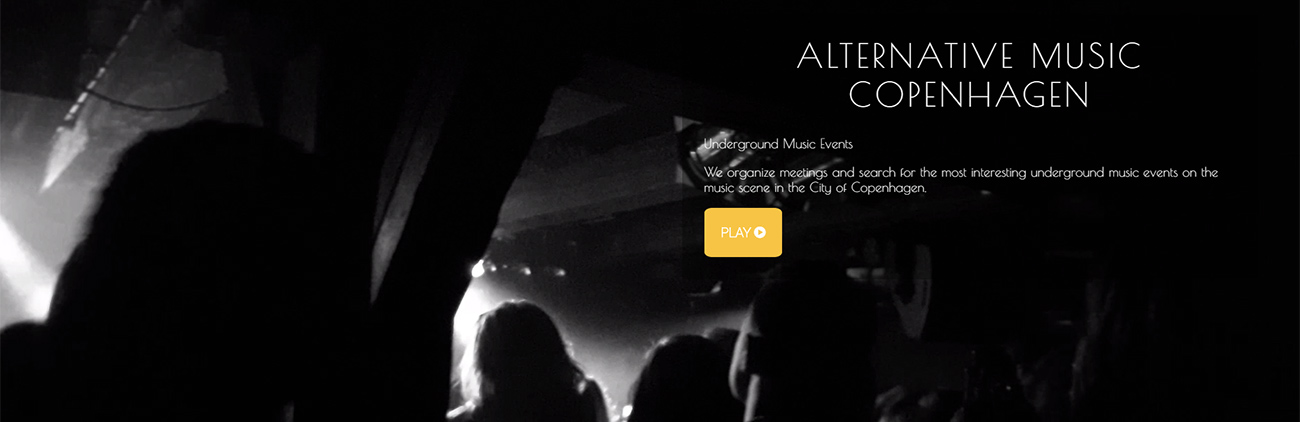 ALTERNATIVE MUSIC
COPENHAGEN
Underground Music Events
We organize meetings and search for the most interesting underground music events on the
music scene in the City of Copenhagen.
PLAY